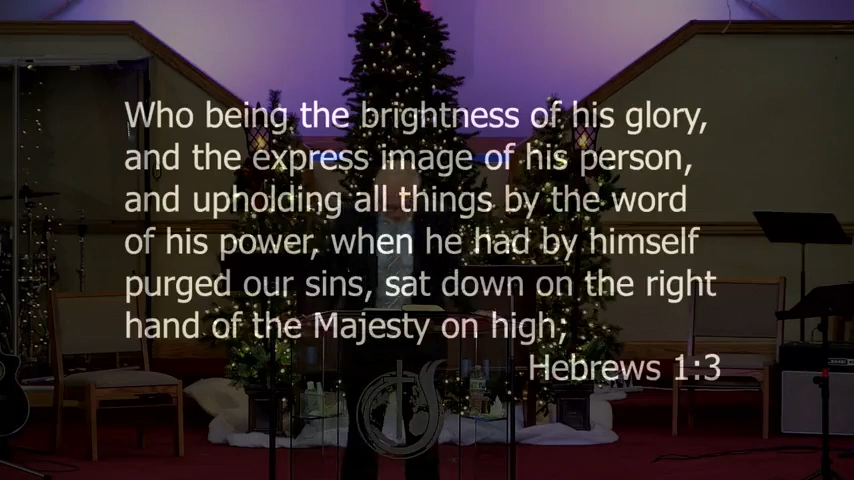 Who being the brightness of his glory,
and the express image of his person,
and upholding all things by the word
of his power, when he had by himself
purged our sins, sat down on the right
hand of the Majesty on high;
Hebrews 1:3